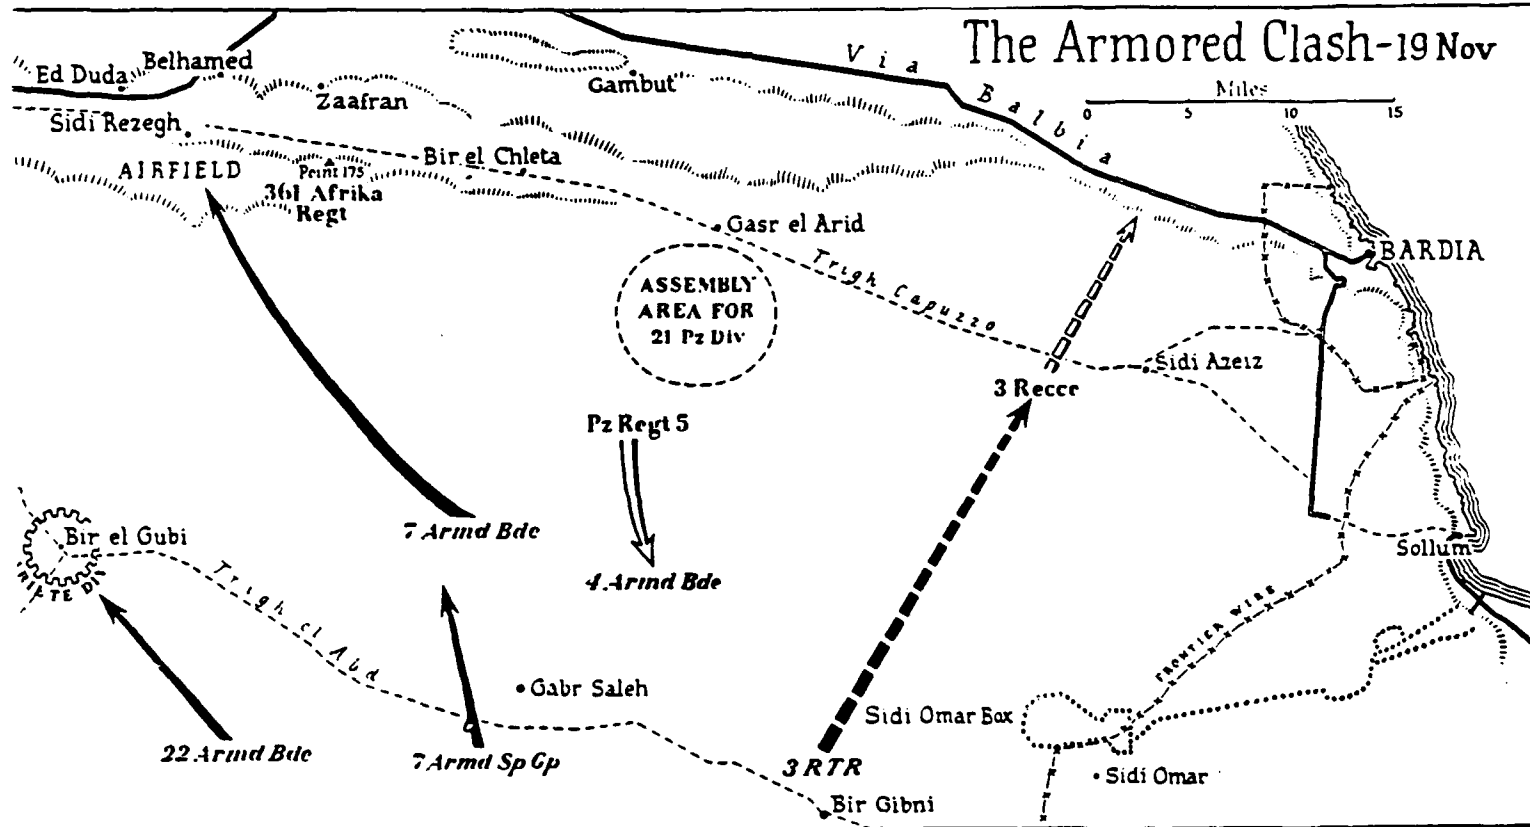 The Armored Clash-19 Nov
Miles
0 5 10 15
Via Balbia
Belhamed
Ed Duda
Zaafran
Gambut
Sidi Rezegh
AIRFIELD
Point 175
361 Afrika
Regt
Bir el Chleta
Gasr el Arid
Trigh Capuzzo
BARDIA
ASSEMBLY
AREA FOR
21 Pz Div
Sidi Azeiz
3 Recce
Pz Regt 5
7 Armd Bde
4 Armd Bde
Bir el Gubi
RIETE DI
Trigh el Abd
Sollum
FRONTIER WIRE
Gabr Saleh
Sidi Omar Box
22 Armd Bde
7 Armd Sp Gp
3 RTR
Sidi Omar
Bir Gibni